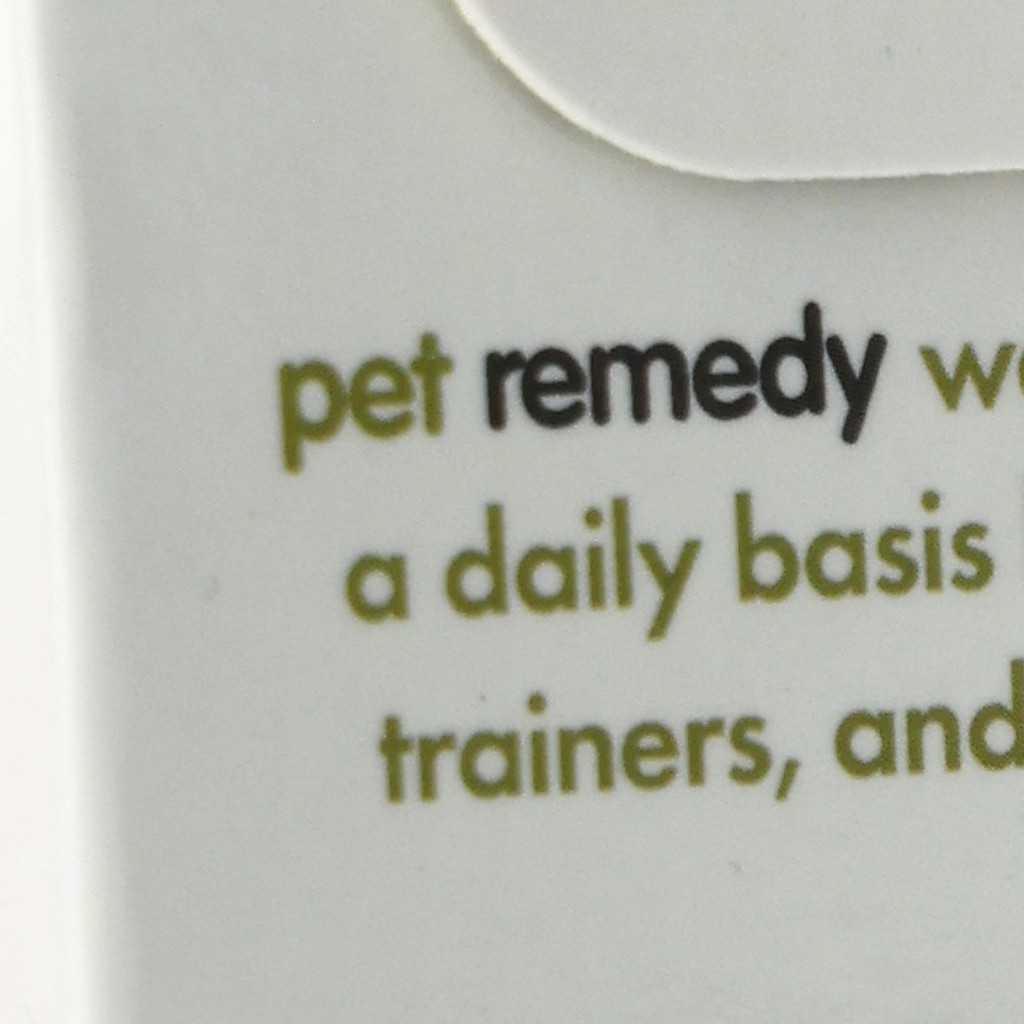 pet remedy
a daily basis
trainers, and